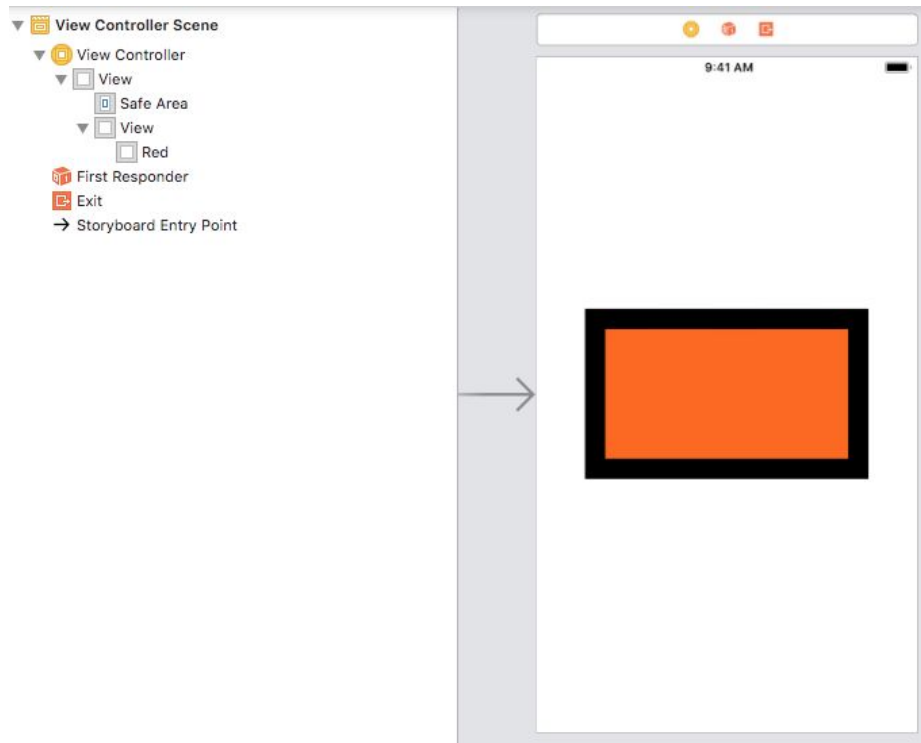 View Controller Scene
View Controller
View
Safe Area
View
Red
First Responder
Exit
Storyboard Entry Point
9:41 AM